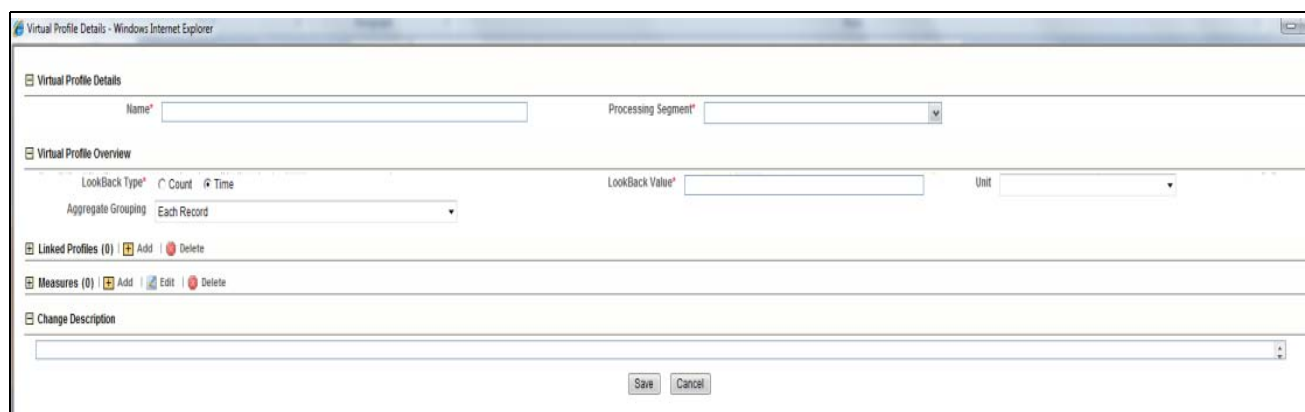 Virtual Profile Details - Windows Internet Explorer
Virtual Profile Details
Name* Processing Segment*
Virtual Profile Overview
LookBack Type* Count Time LookBack Value* Unit
Aggregate Grouping Each Record
Linked Profiles (0) | Add | Delete
Measures (0) | Add | Edit | Delete
Change Description
Save Cancel